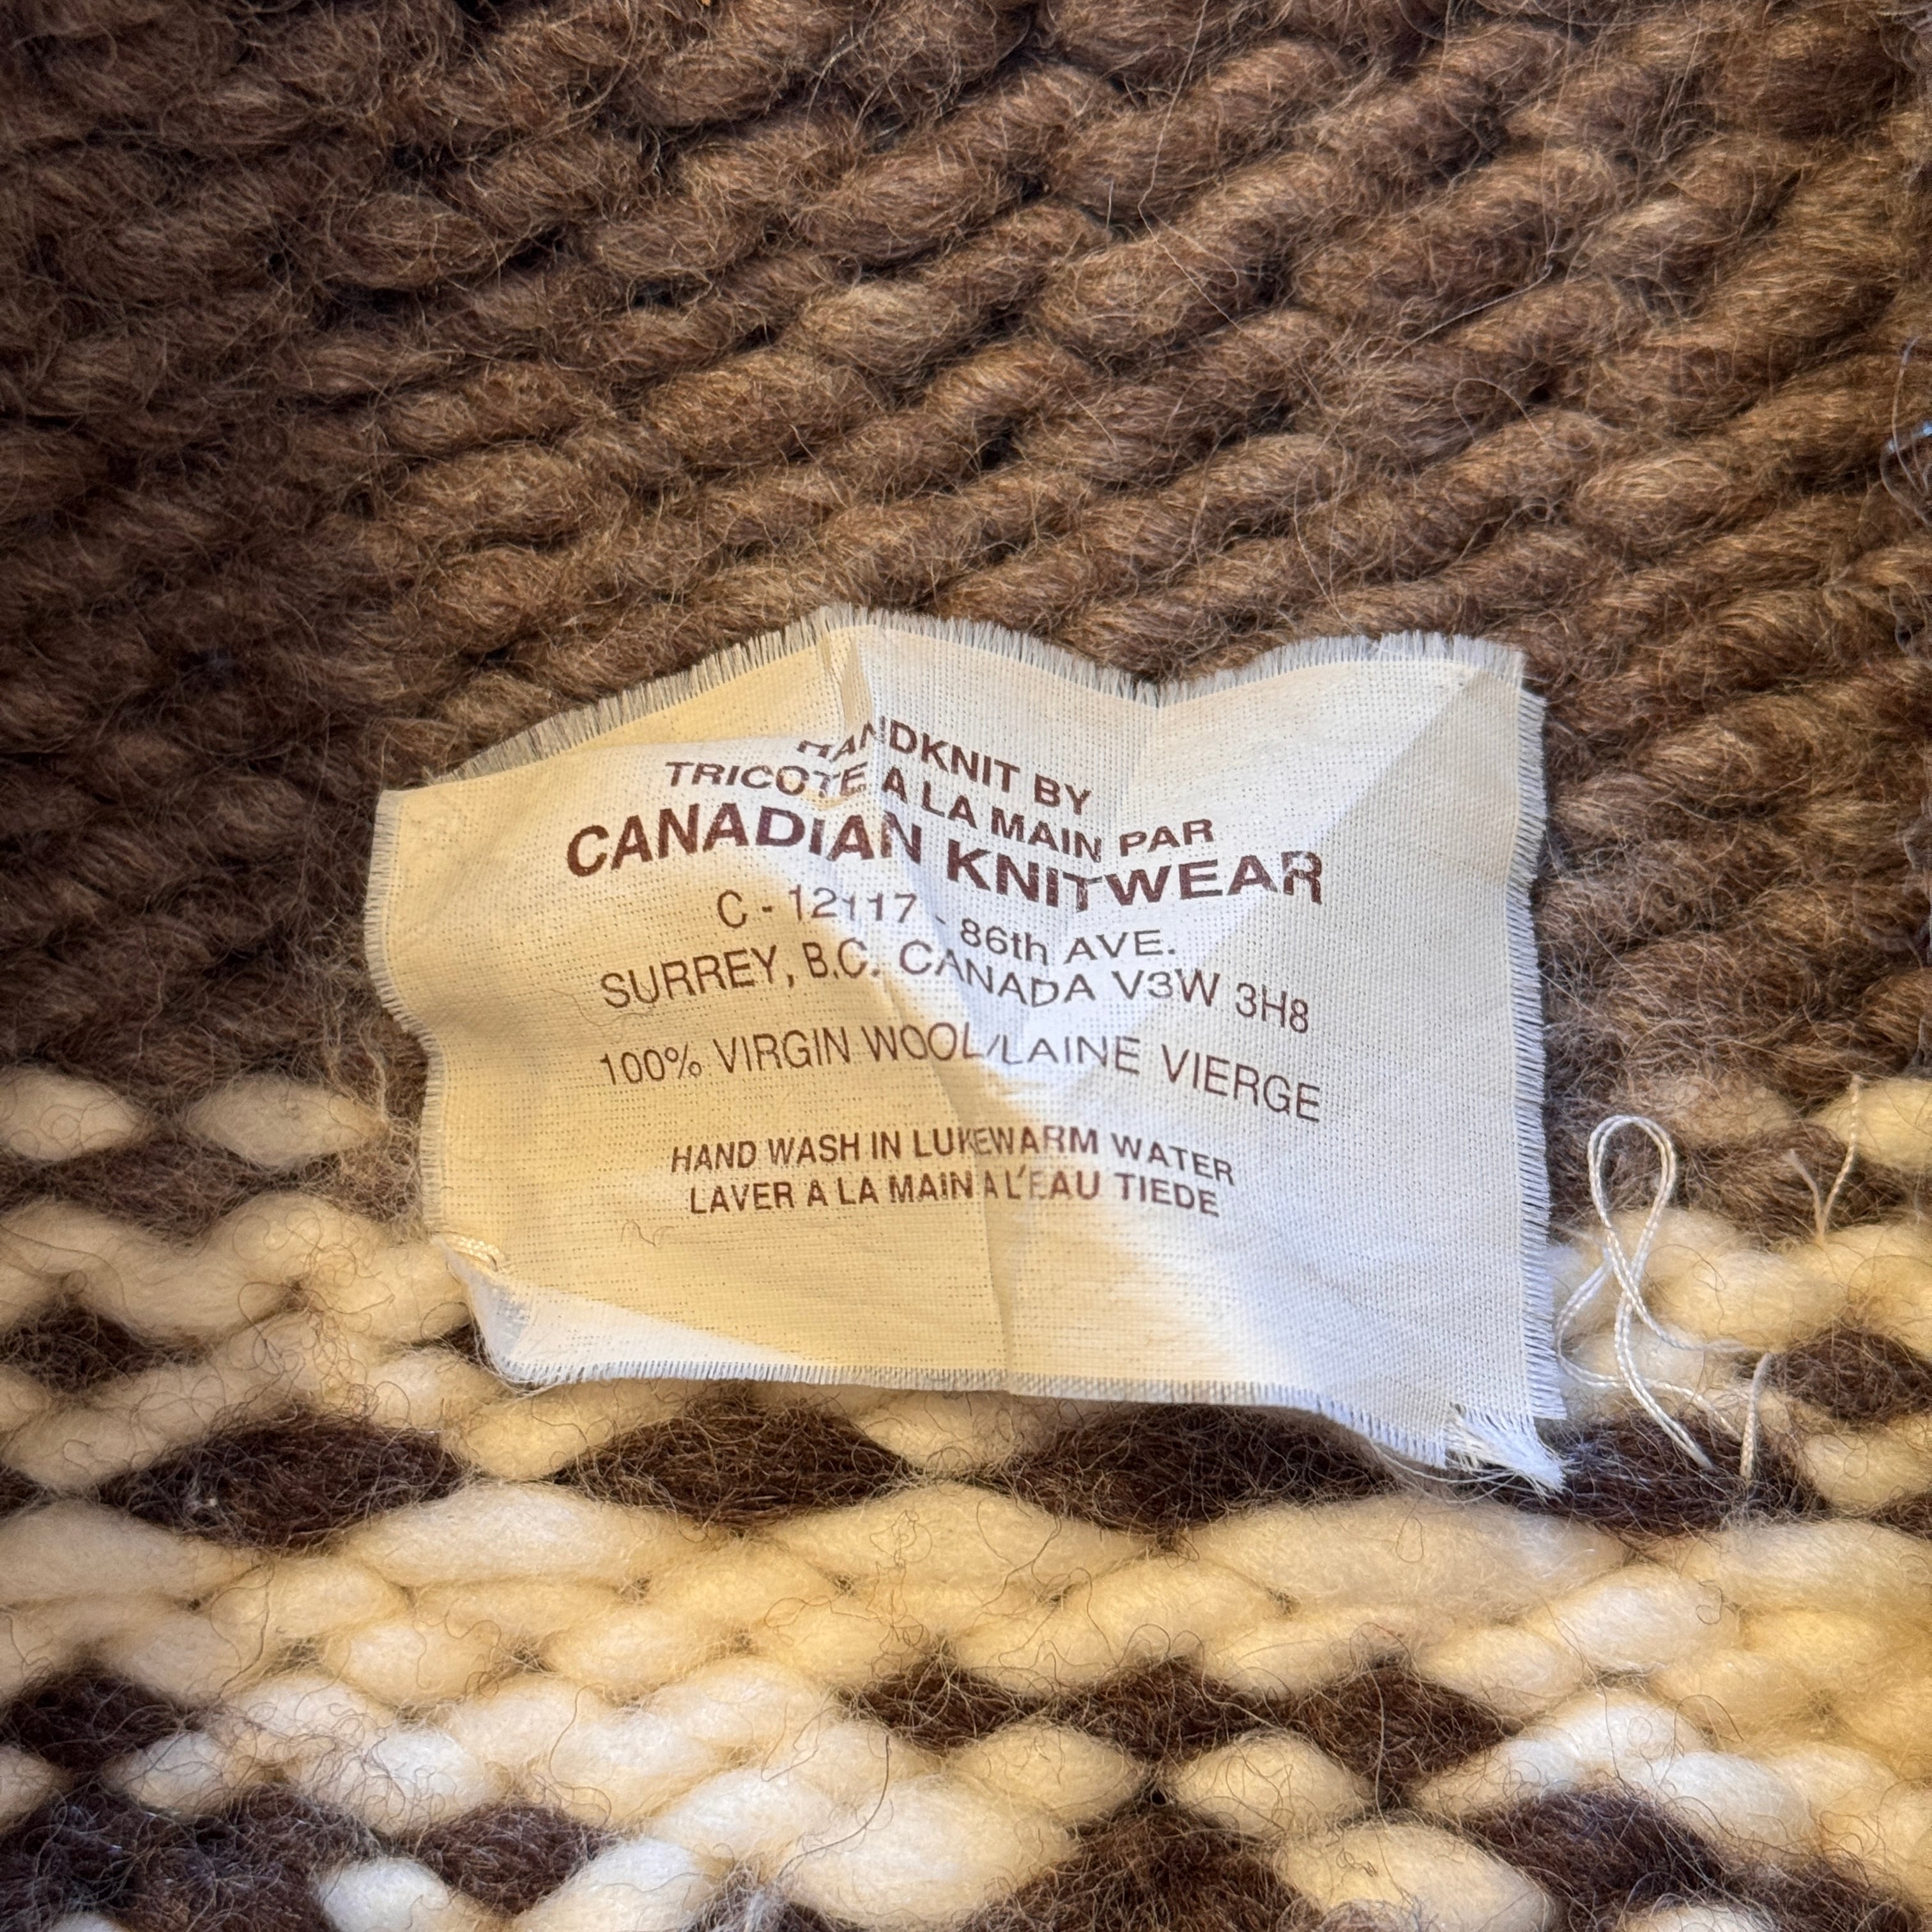 HANDKNIT BY
TRICOTE A LA MAIN PAR
CANADIAN KNITWEAR
C - 12117 - 86th AVE.
SURREY, B.C. CANADA V3W 3H8
100% VIRGIN WOOL/LAINE VIERGE
HAND WASH IN LUKEWARM WATER
LAVER A LA MAIN A L'EAU TIEDE